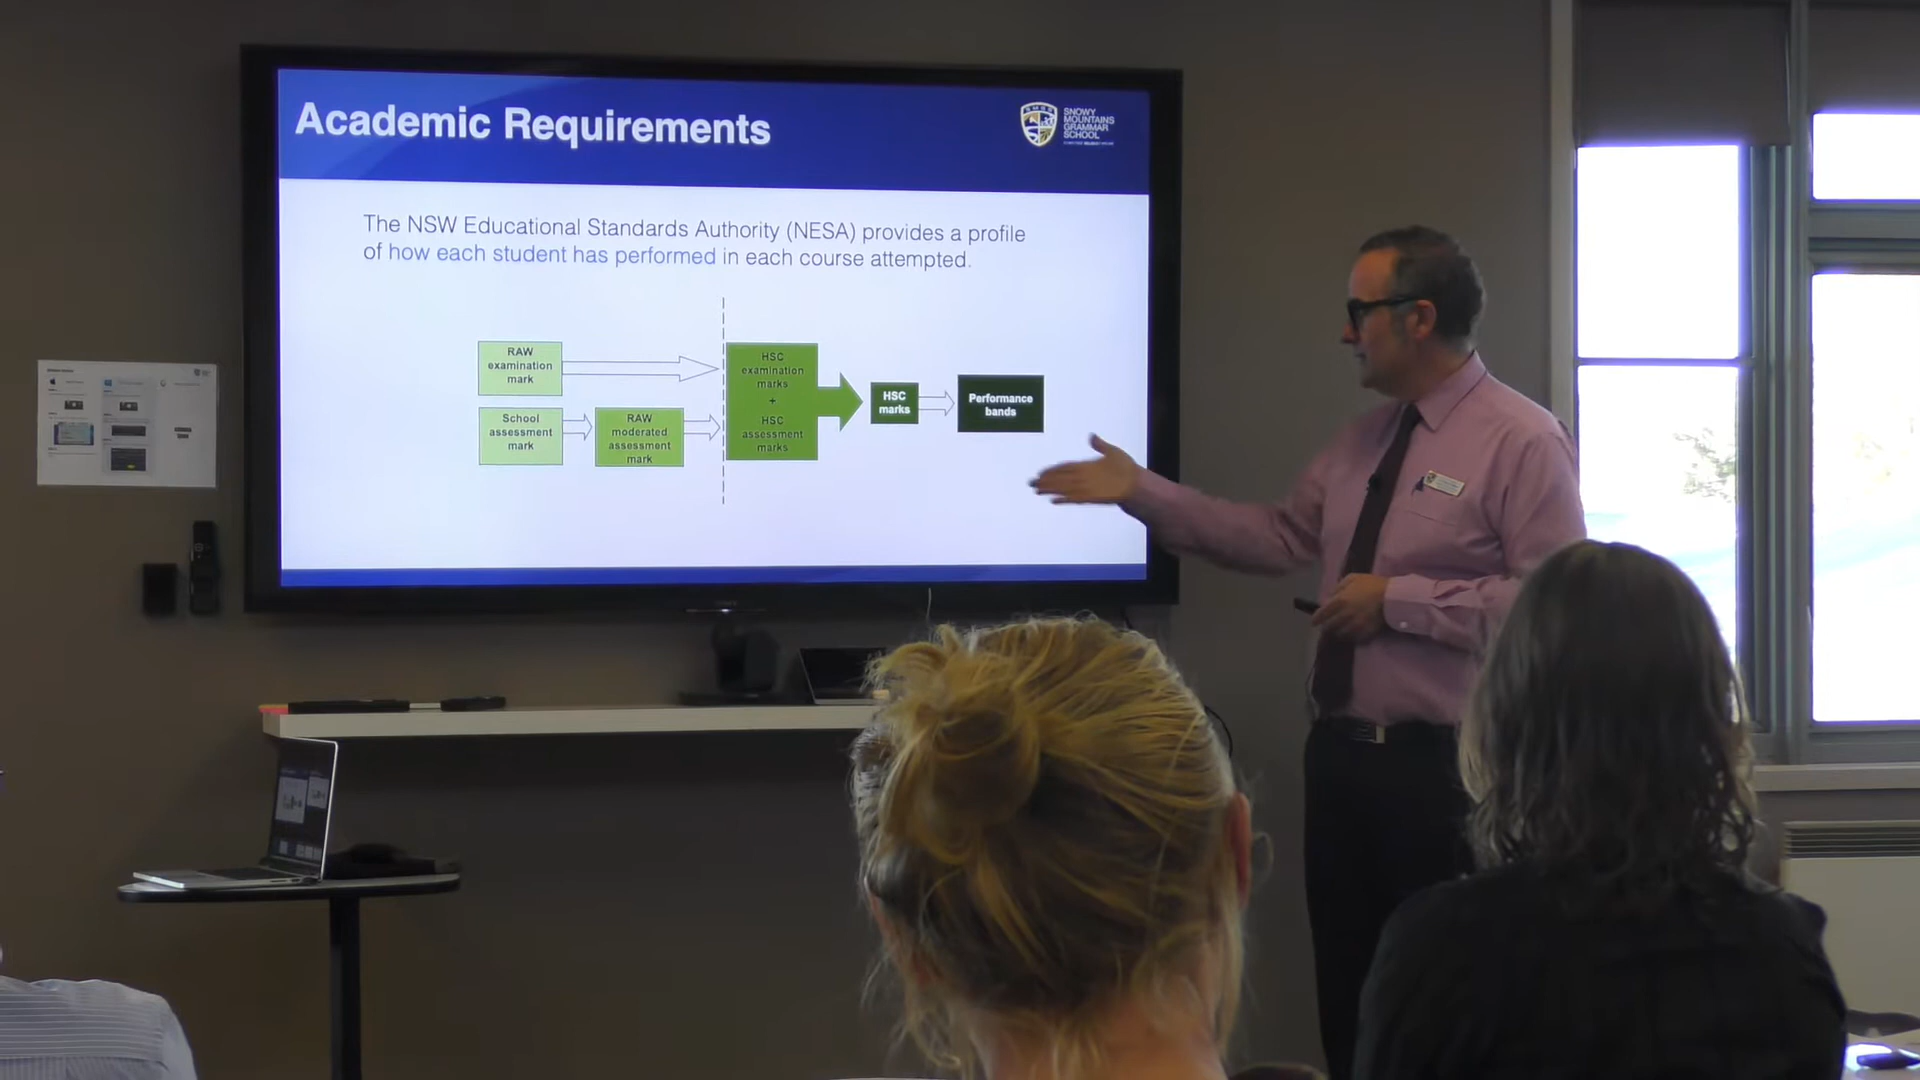 Academic Requirements
SNOWY
MOUNTAINS
GRAMMAR
SCHOOL
The NSW Educational Standards Authority (NESA) provides a profile
of how each student has performed in each course attempted.
RAW
examination
mark
School
assessment
mark
RAW
moderated
assessment
mark
HSC
examination
marks
+
HSC
assessment
marks
HSC
marks
Performance
bands